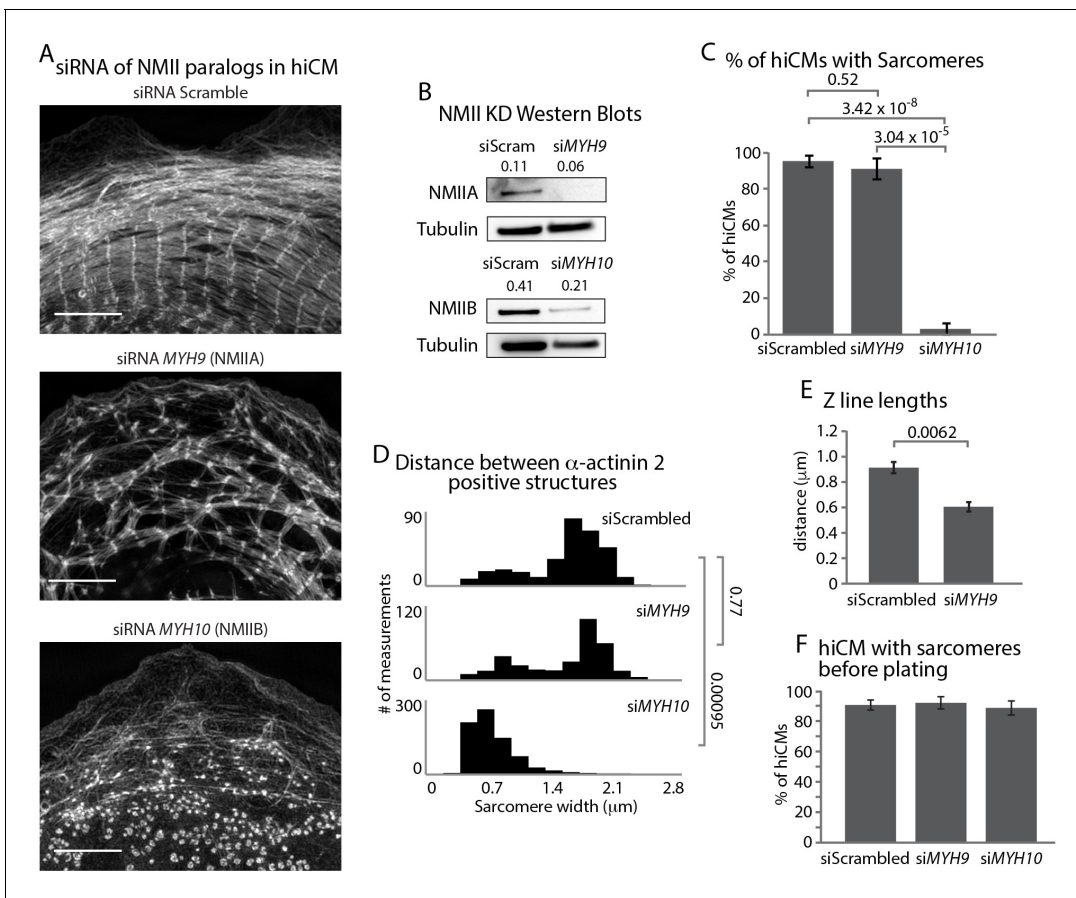 A
siRNA of NMII paralogs in hiCM
siRNA Scramble
siRNA MYH9 (NMIIA)
siRNA MYH10 (NMIIB)
B
NMII KD Western Blots
siScram siMYH9
0.11 0.06
NMIIA
Tubulin
siScram siMYH10
0.41 0.21
NMIIB
Tubulin
C
% of hiCMs with Sarcomeres
0.52
3.42 x 10-8
3.04 x 10-5
% of hiCMs
100
80
60
40
20
0
siScrambled siMYH9 siMYH10
D
Distance between α-actinin 2
positive structures
# of measurements
90
0
siScrambled
120
0
siMYH9
300
0
siMYH10
0.77
0.00095
0 0.7 1.4 2.1 2.8
Sarcomere width (μm)
E
Z line lengths
0.0062
distance (μm)
1.2
1.0
0.8
0.6
0.4
0.2
0
siScrambled siMYH9
F
hiCM with sarcomeres
before plating
% of hiCMs
100
80
60
40
20
0
siScrambled siMYH9 siMYH10